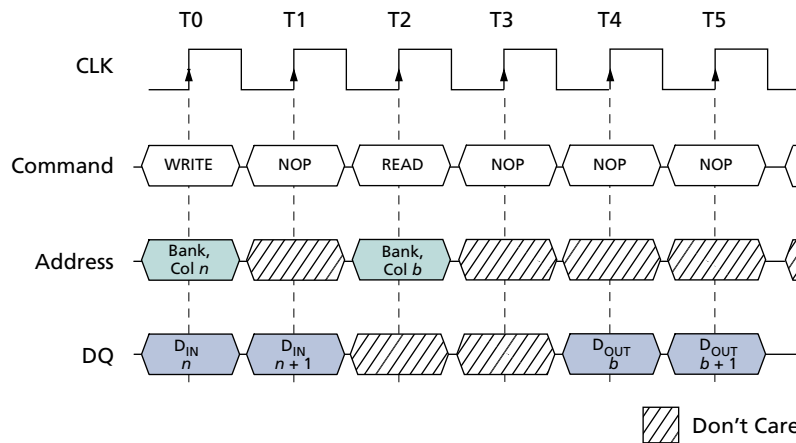 T0 T1 T2 T3 T4 T5
CLK
Command WRITE NOP READ NOP NOP NOP
Address Bank, Col n Bank, Col b
DQ DIN n DIN n + 1 DOUT b DOUT b + 1
Don't Care